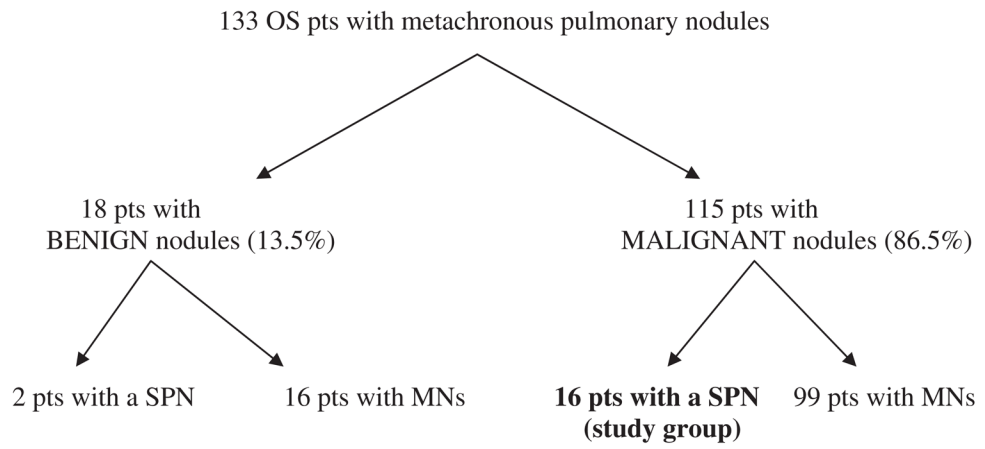 133 OS pts with metachronous pulmonary nodules
18 pts with
BENIGN nodules (13.5%)
115 pts with
MALIGNANT nodules (86.5%)
2 pts with a SPN
16 pts with MNs
16 pts with a SPN
(study group)
99 pts with MNs